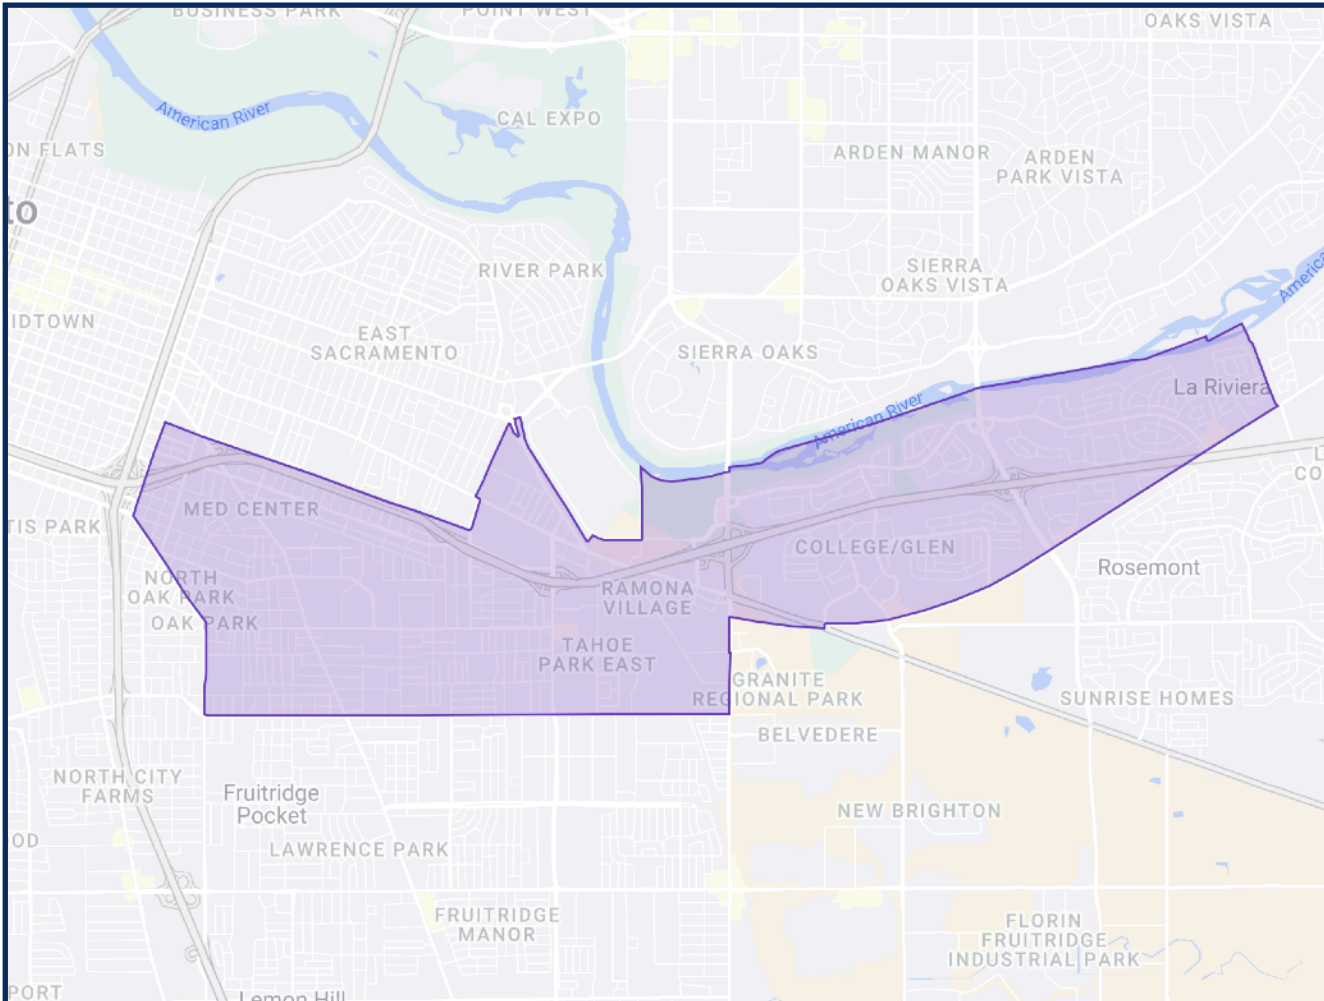 BUSINESS PARK
POINT WEST
OAKS VISTA
American River
CAL EXPO
ON FLATS
ARDEN MANOR
ARDEN
PARK VISTA
to
RIVER PARK
SIERRA
OAKS VISTA
America
IDTOWN
EAST
SACRAMENTO
SIERRA OAKS
La Riviera
American River
L
CO
MED CENTER
TIS PARK
COLLEGE/GLEN
Rosemont
NORTH
OAK PARK
RAMONA
VILLAGE
OAK PARK
TAHOE
PARK EAST
GRANITE
REGIONAL PARK
SUNRISE HOMES
BELVEDERE
NORTH CITY
FARMS
Fruitridge
Pocket
NEW BRIGHTON
OD
LAWRENCE PARK
FRUITRIDGE
MANOR
FLORIN
FRUITRIDGE
INDUSTRIAL PARK
PORT
Lemon Hill